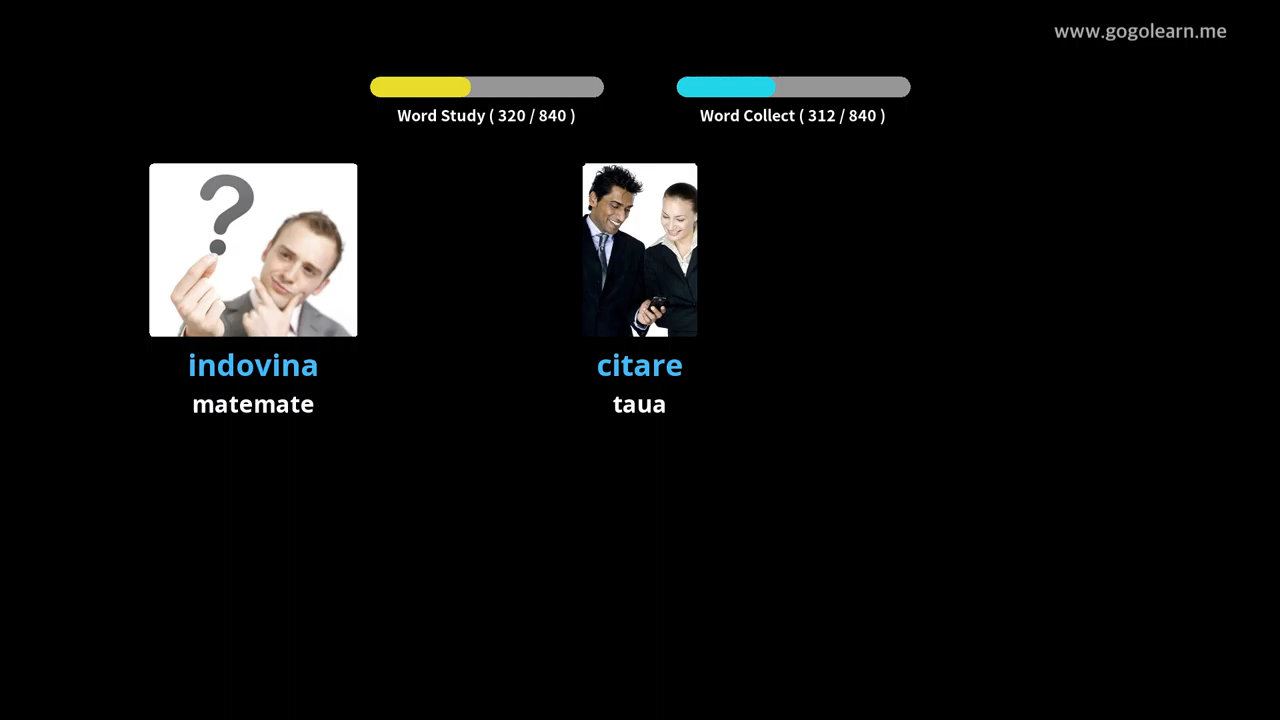 www.gogolearn.me
Word Study ( 320 / 840 )
Word Collect ( 312 / 840 )
indovina
matemate
citare
taua